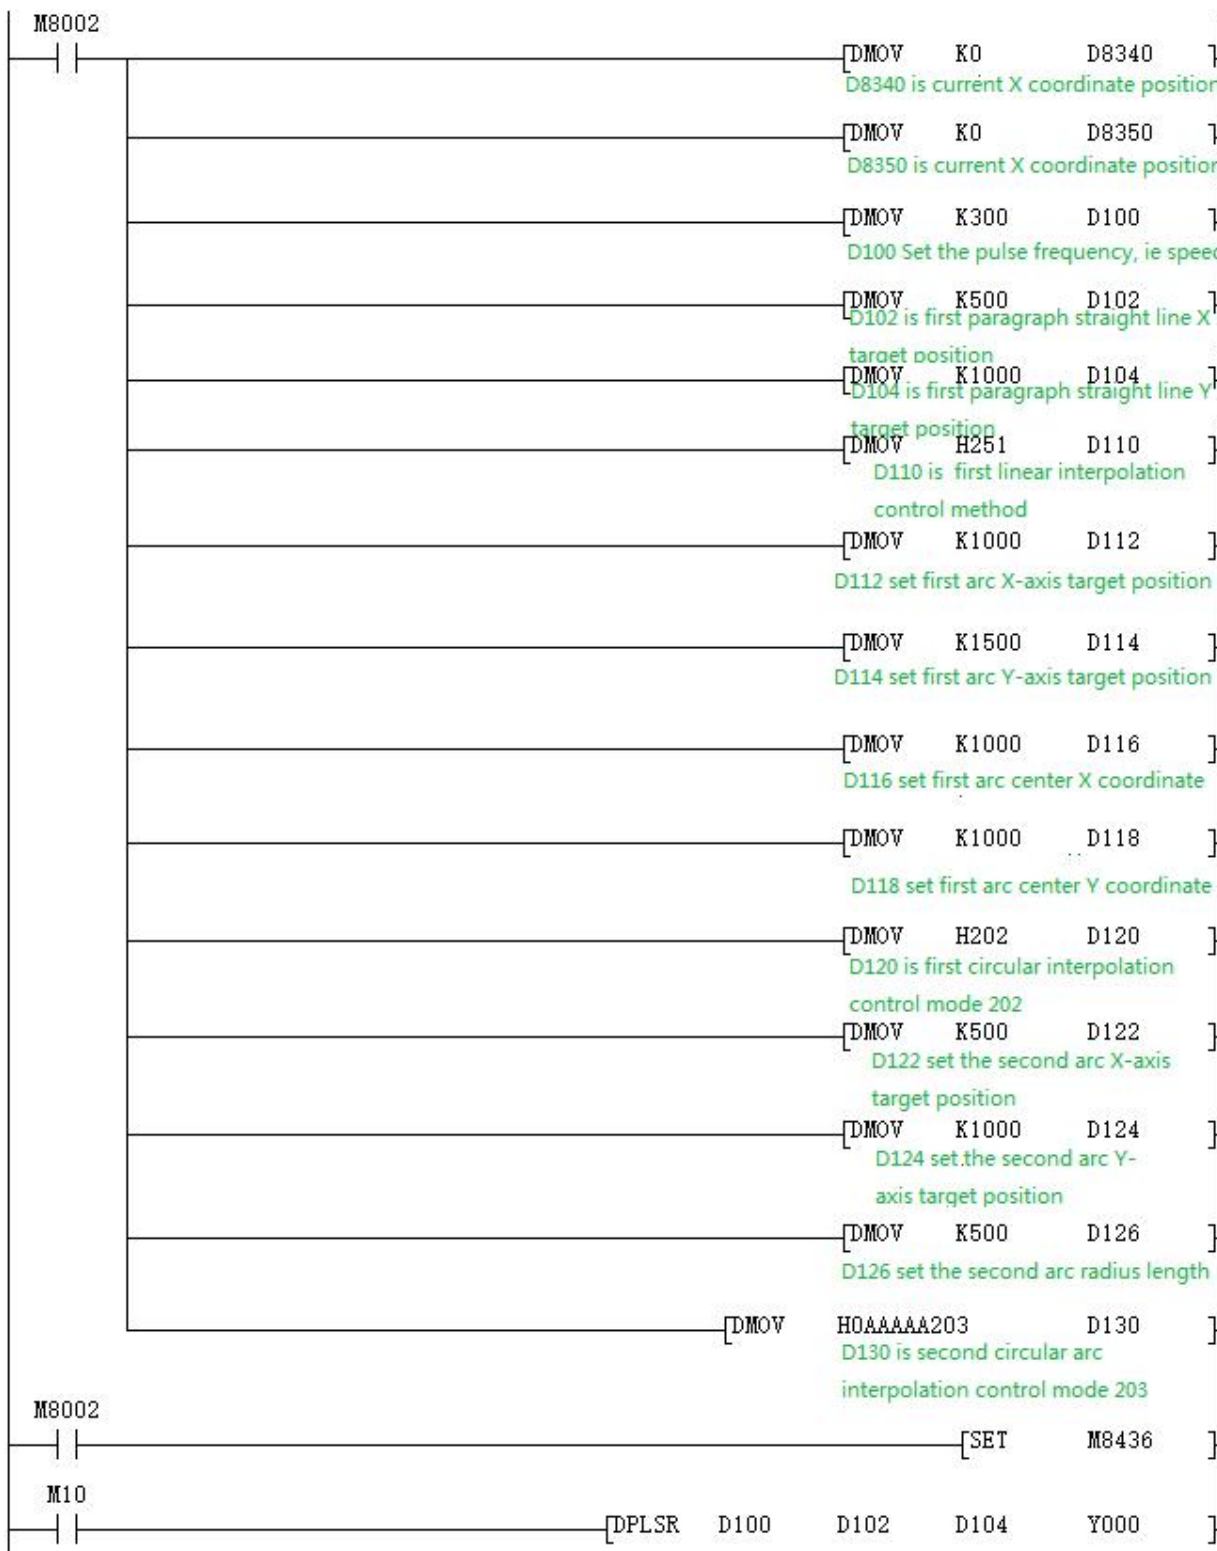 M8002
[DMOV K0 D8340 ]
D8340 is current X coordinate position
[DMOV K0 D8350 ]
D8350 is current X coordinate position
[DMOV K300 D100 ]
D100 Set the pulse frequency, ie speed
[DMOV K500 D102 ]
D102 is first paragraph straight line X
target position
[DMOV K1000 D104 ]
D104 is first paragraph straight line Y
target position
[DMOV H251 D110 ]
D110 is first linear interpolation
control method
[DMOV K1000 D112 ]
D112 set first arc X-axis target position
[DMOV K1500 D114 ]
D114 set first arc Y-axis target position
[DMOV K1000 D116 ]
D116 set first arc center X coordinate
[DMOV K1000 D118 ]
D118 set first arc center Y coordinate
[DMOV H202 D120 ]
D120 is first circular interpolation
control mode 202
[DMOV K500 D122 ]
D122 set the second arc X-axis
target position
[DMOV K1000 D124 ]
D124 set the second arc Y-
axis target position
[DMOV K500 D126 ]
D126 set the second arc radius length
[DMOV H0AAAAA203 D130 ]
D130 is second circular arc
interpolation control mode 203
M8002
[SET M8436 ]
M10
[DPLSR D100 D102 D104 Y000 ]